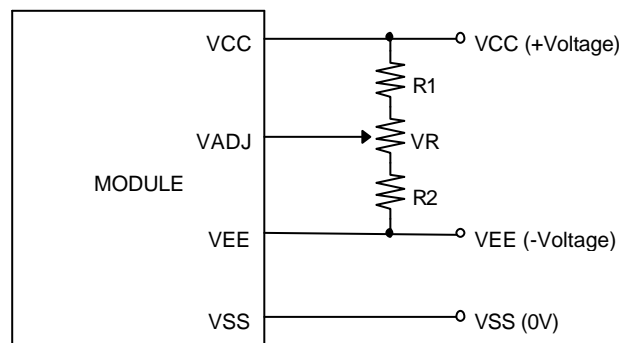 VCC VCC (+Voltage)
R1
VADJ VR
MODULE
R2
VEE VEE (-Voltage)
VSS VSS (0V)